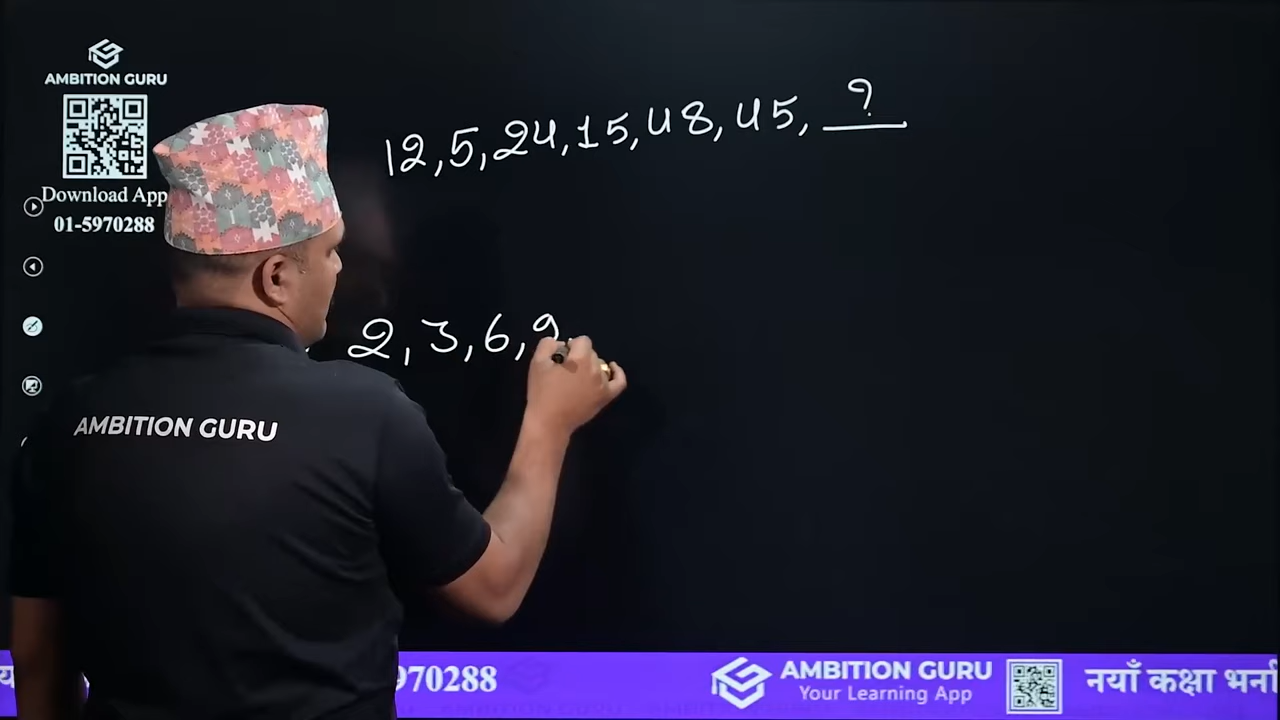 AMBITION GURU
Download App
01-5970288
12, 5, 24, 15, 48, 45, ?
2, 3, 6, 9
AMBITION GURU
970288
AMBITION GURU
Your Learning App
नयाँ कक्षा